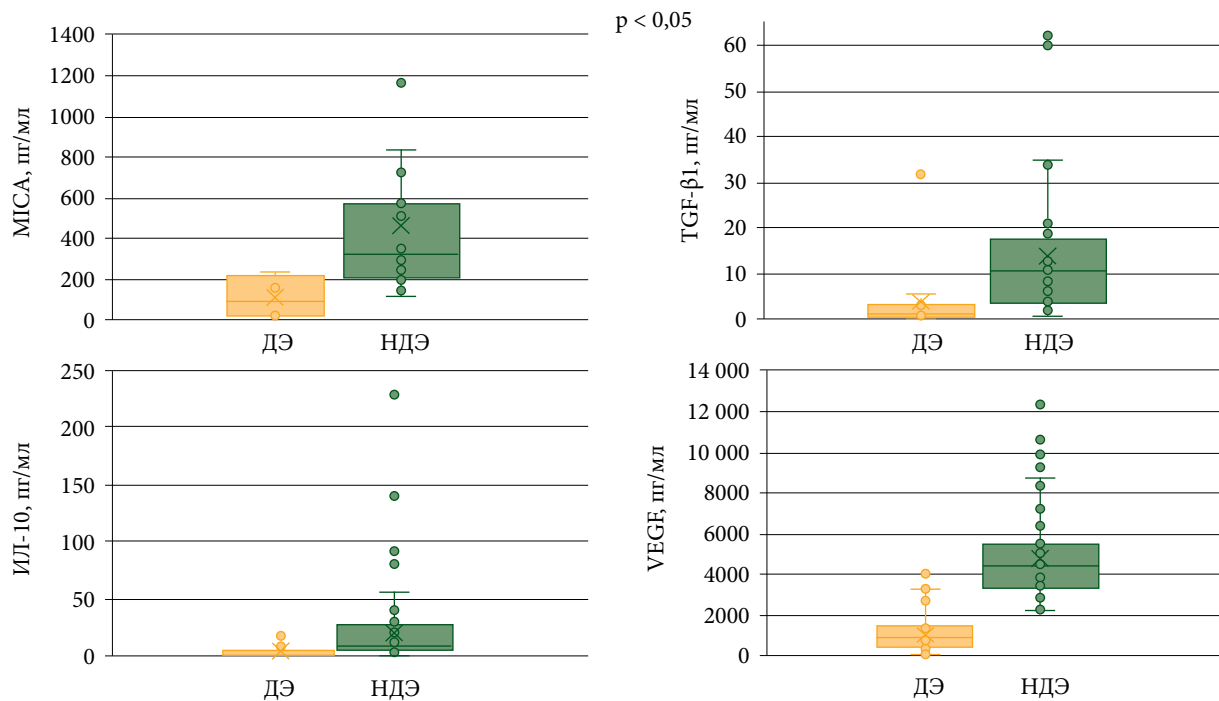 p < 0,05
MICA, пг/мл
1400
1200
1000
800
600
400
200
0
ДЭ
НДЭ
TGF-β1, пг/мл
60
50
40
30
20
10
0
ДЭ
НДЭ
ИЛ-10, пг/мл
250
200
150
100
50
0
ДЭ
НДЭ
VEGF, пг/мл
14 000
12 000
10 000
8000
6000
4000
2000
0
ДЭ
НДЭ